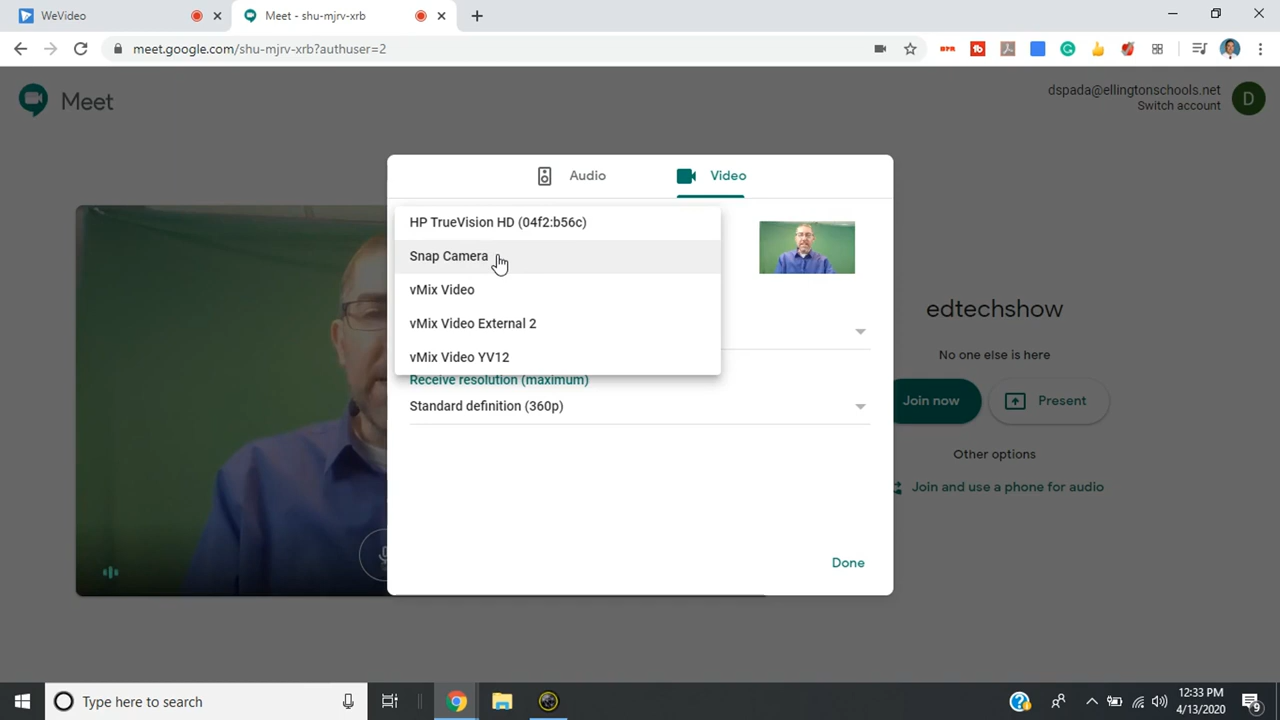 WeVideo
Meet - shu-mjrv-xrb
meet.google.com/shu-mjrv-xrb?authuser=2
Meet
dspada@ellingtonschools.net
Switch account
D
Audio
Video
HP TrueVision HD (04f2:b56c)
Snap Camera
vMix Video
vMix Video External 2
vMix Video YV12
Receive resolution (maximum)
Standard definition (360p)
Done
edtechshow
No one else is here
Join now
Present
Other options
Join and use a phone for audio
Type here to search
12:33 PM
4/13/2020
9